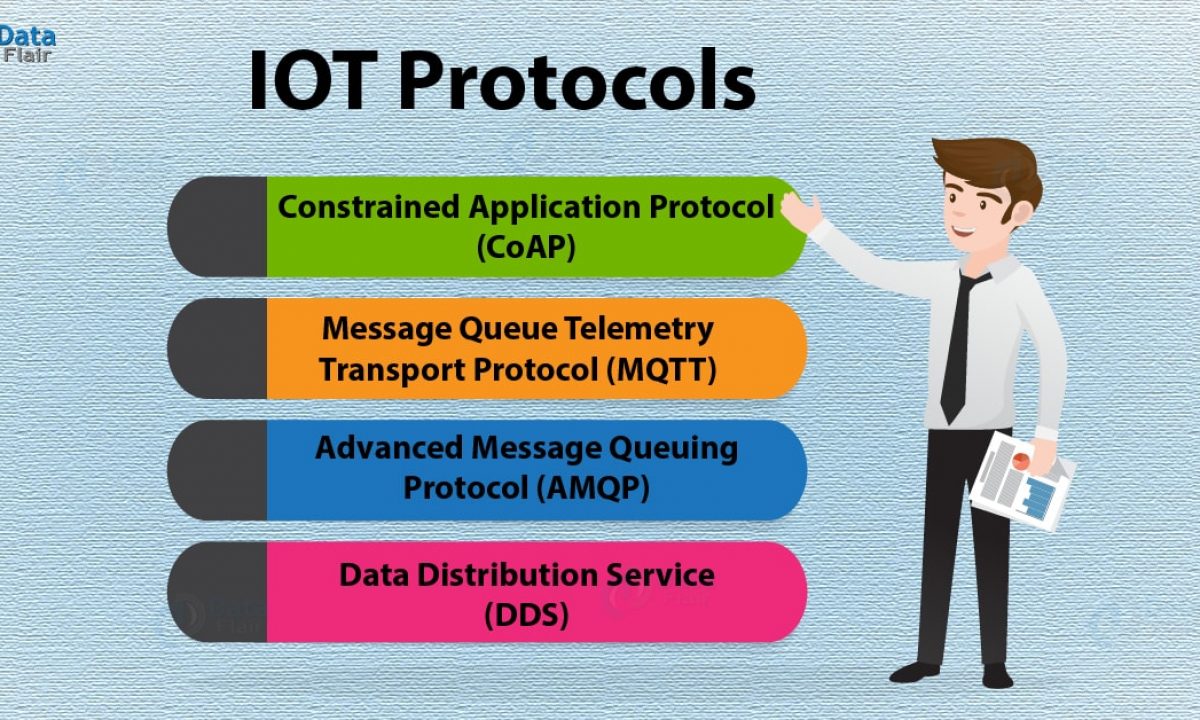 Data
Flair
IOT Protocols
Constrained Application Protocol
(CoAP)
Message Queue Telemetry
Transport Protocol (MQTT)
Advanced Message Queuing
Protocol (AMQP)
Data Distribution Service
(DDS)
Data
Flair
Flair